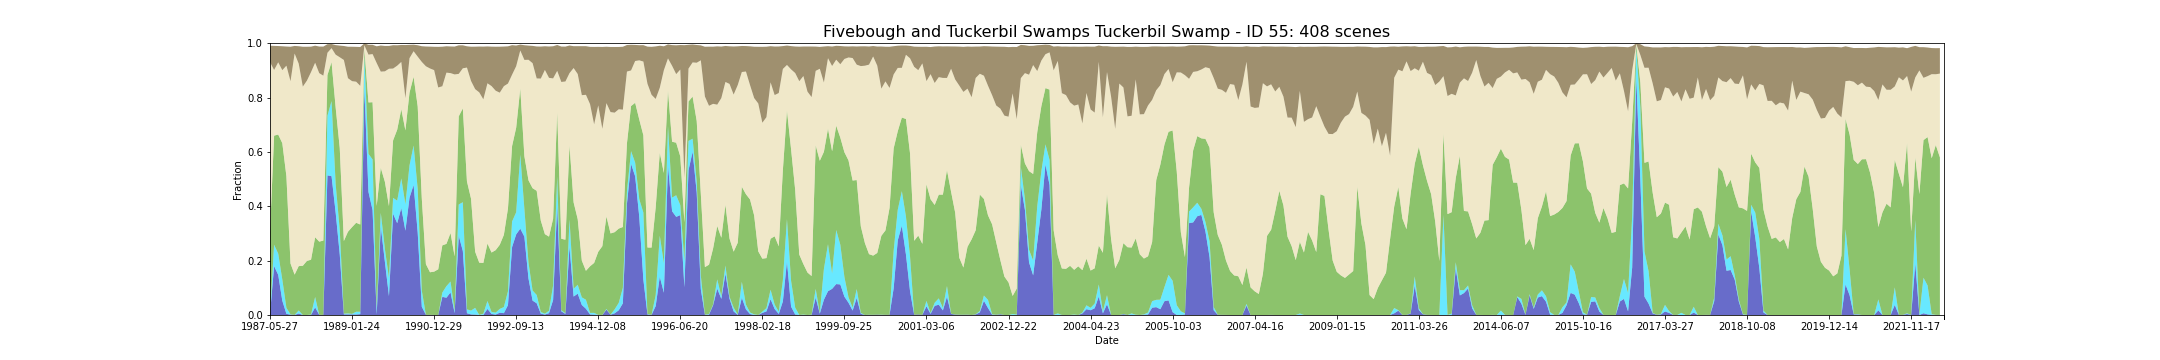 Fivebough and Tuckerbil Swamps Tuckerbil Swamp - ID 55: 408 scenes
1.0
0.8
0.6
0.4
0.2
0.0
Fraction
1987-05-27 1989-01-24 1990-12-29 1992-09-13 1994-12-08 1996-06-20 1998-02-18 1999-09-25 2001-03-06 2002-12-22 2004-04-23 2005-10-03 2007-04-16 2009-01-15 2011-03-26 2014-06-07 2015-10-16 2017-03-27 2018-10-08 2019-12-14 2021-11-17
Date